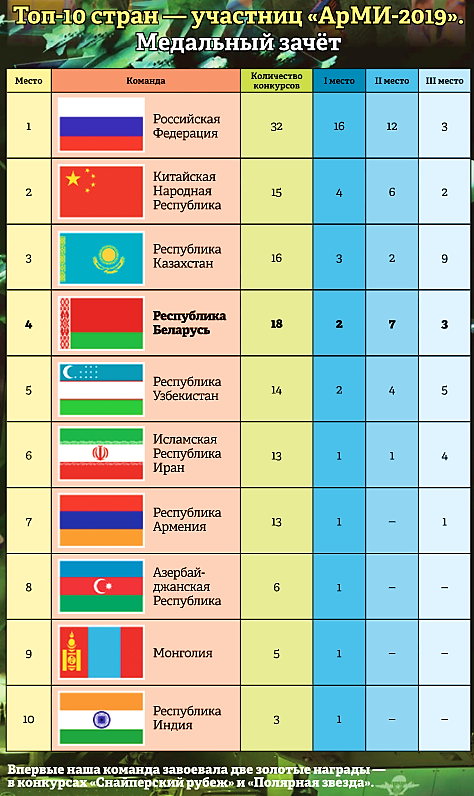 Топ-10 стран — участниц «АрМИ-2019».
Медальный зачёт
Место Команда Количество конкурсов I место II место III место
1 Российская Федерация 32 16 12 3
2 Китайская Народная Республика 15 4 6 2
3 Республика Казахстан 16 3 2 9
4 Республика Беларусь 18 2 7 3
5 Республика Узбекистан 14 2 4 5
6 Исламская Республика Иран 13 1 1 4
7 Республика Армения 13 1 – 1
8 Азербай-джанская Республика 6 1 – –
9 Монголия 5 1 – –
10 Республика Индия 3 1 – –
Впервые наша команда завоевала две золотые награды —
в конкурсах «Снайперский рубеж» и «Полярная звезда».